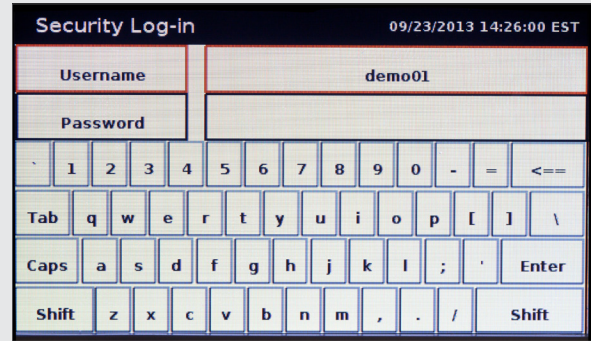 Security Log-in 09/23/2013 14:26:00 EST
Username demo01
Password
` 1 2 3 4 5 6 7 8 9 0 - = <==
Tab q w e r t y u i o p [ ] \
Caps a s d f g h j k l ; ' Enter
Shift z x c v b n m , . / Shift